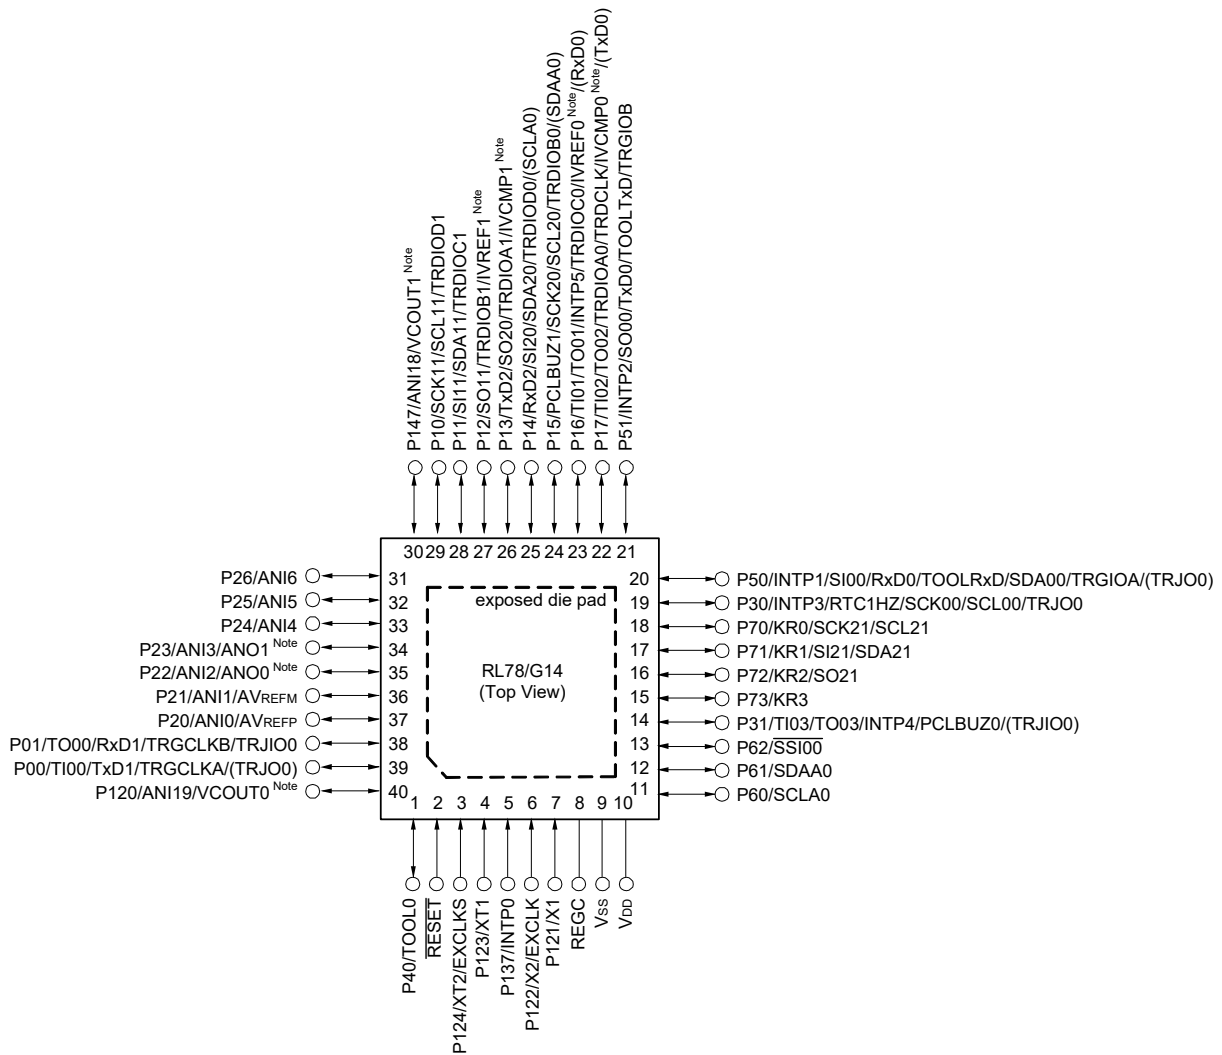 P147/ANI18/VCOUT1 Note
P10/SCK11/SCL11/TRDIOD1
P11/SI11/SDA11/TRDIOC1
P12/SO11/TRDIOB1/IVREF1 Note
P13/TxD2/SO20/TRDIOA1/IVCMP1 Note
P14/RxD2/SI20/SDA20/TRDIOD0/(SCLA0)
P15/PCLBUZ1/SCK20/SCL20/TRDIOB0/(SDAA0)
P16/TI01/TO01/INTP5/TRDIOC0/IVREF0 Note/(RxD0)
P17/TI02/TO02/TRDIOA0/TRDCLK/IVCMP0 Note/(TxD0)
P51/INTP2/SO00/TxD0/TOOLTxD/TRGIOB
30 29 28 27 26 25 24 23 22 21
P26/ANI6 31
P25/ANI5 32
P24/ANI4 33
P23/ANI3/ANO1 Note 34
P22/ANI2/ANO0 Note 35
P21/ANI1/AVREFM 36
P20/ANI0/AVREFP 37
P01/TO00/RxD1/TRGCLKB/TRJIO0 38
P00/TI00/TxD1/TRGCLKA/(TRJO0) 39
P120/ANI19/VCOUT0 Note 40
exposed die pad
RL78/G14
(Top View)
20 P50/INTP1/SI00/RxD0/TOOLRxD/SDA00/TRGIOA/(TRJO0)
19 P30/INTP3/RTC1HZ/SCK00/SCL00/TRJO0
18 P70/KR0/SCK21/SCL21
17 P71/KR1/SI21/SDA21
16 P72/KR2/SO21
15 P73/KR3
14 P31/TI03/TO03/INTP4/PCLBUZ0/(TRJIO0)
13 P62/SSI00
12 P61/SDAA0
11 P60/SCLA0
1 2 3 4 5 6 7 8 9 10
P40/TOOL0
RESET
P124/XT2/EXCLKS
P123/XT1
P137/INTP0
P122/X2/EXCLK
P121/X1
REGC
VSS
VDD